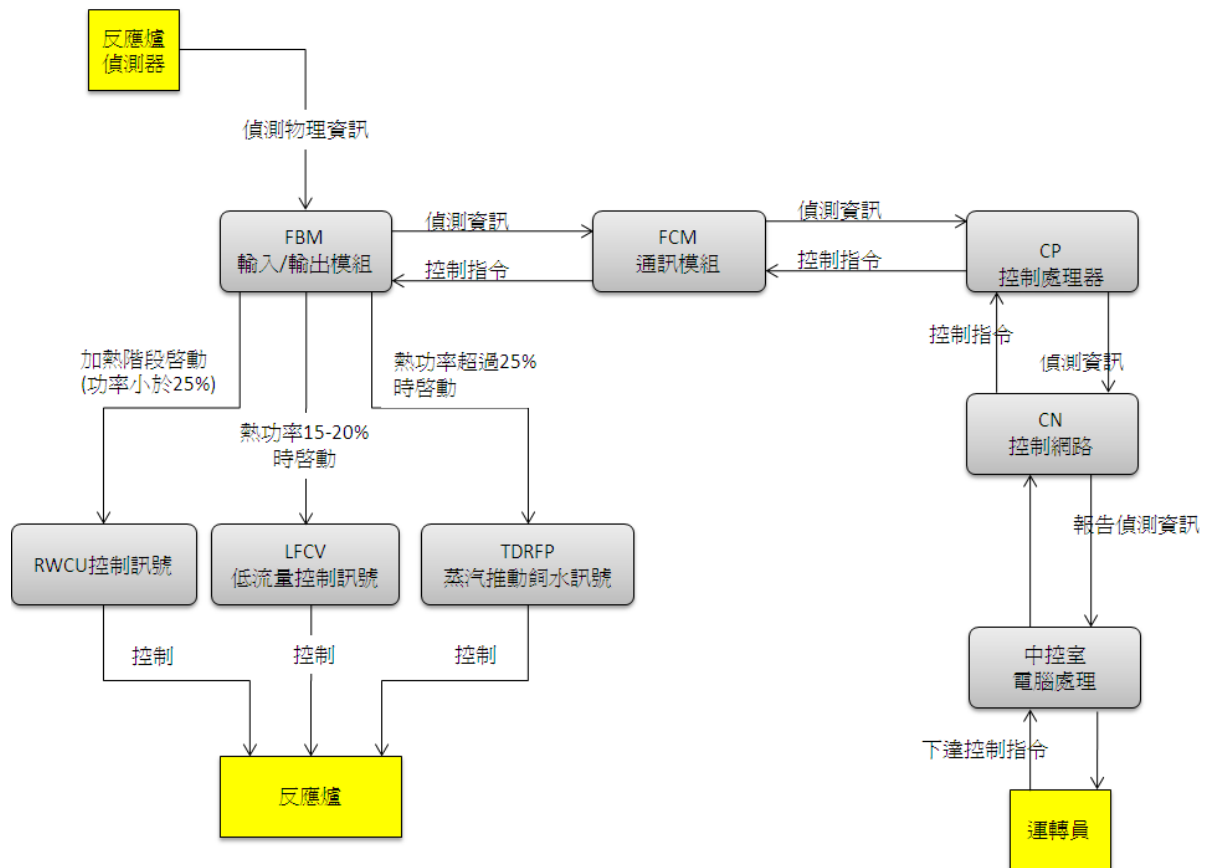 反應爐
偵測器
偵測物理資訊
FBM
輸入/輸出模組
偵測資訊
控制指令
FCM
通訊模組
偵測資訊
控制指令
CP
控制處理器
控制指令
偵測資訊
加熱階段啓動
(功率小於25%)
熱功率15-20%
時啓動
熱功率超過25%
時啓動
CN
控制網路
報告偵測資訊
RWCU控制訊號
LFCV
低流量控制訊號
TDRFP
蒸汽推動飼水訊號
控制
控制
控制
中控室
電腦處理
下達控制指令
反應爐
運轉員